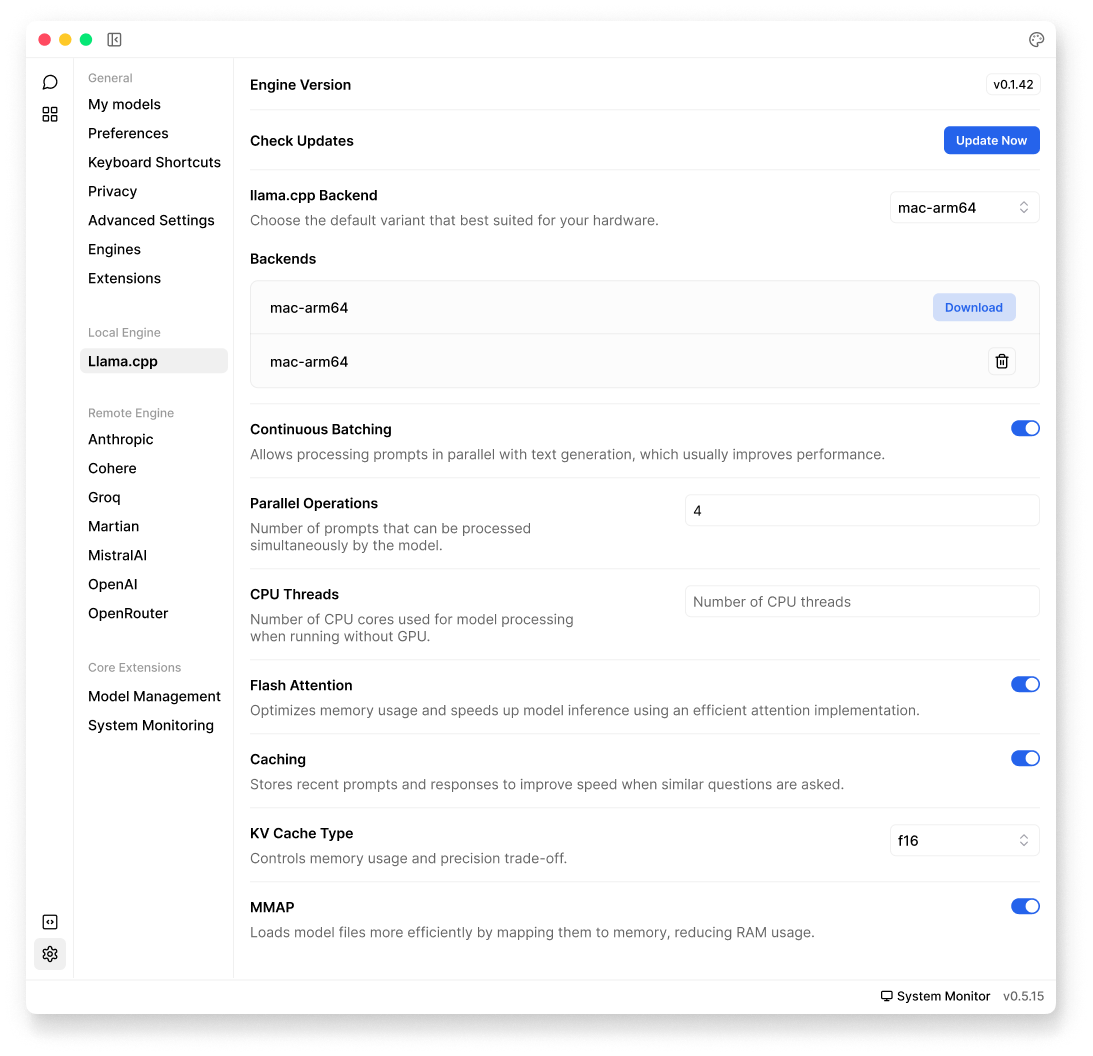 General
My models
Preferences
Keyboard Shortcuts
Privacy
Advanced Settings
Engines
Extensions
Local Engine
Llama.cpp
Remote Engine
Anthropic
Cohere
Groq
Martian
MistralAI
OpenAI
OpenRouter
Core Extensions
Model Management
System Monitoring
Engine Version
v0.1.42
Check Updates
Update Now
llama.cpp Backend
Choose the default variant that best suited for your hardware.
mac-arm64
Backends
mac-arm64
Download
mac-arm64
Continuous Batching
Allows processing prompts in parallel with text generation, which usually improves performance.
Parallel Operations
Number of prompts that can be processed
simultaneously by the model.
4
CPU Threads
Number of CPU cores used for model processing
when running without GPU.
Number of CPU threads
Flash Attention
Optimizes memory usage and speeds up model inference using an efficient attention implementation.
Caching
Stores recent prompts and responses to improve speed when similar questions are asked.
KV Cache Type
Controls memory usage and precision trade-off.
f16
MMAP
Loads model files more efficiently by mapping them to memory, reducing RAM usage.
System Monitor
v0.5.15